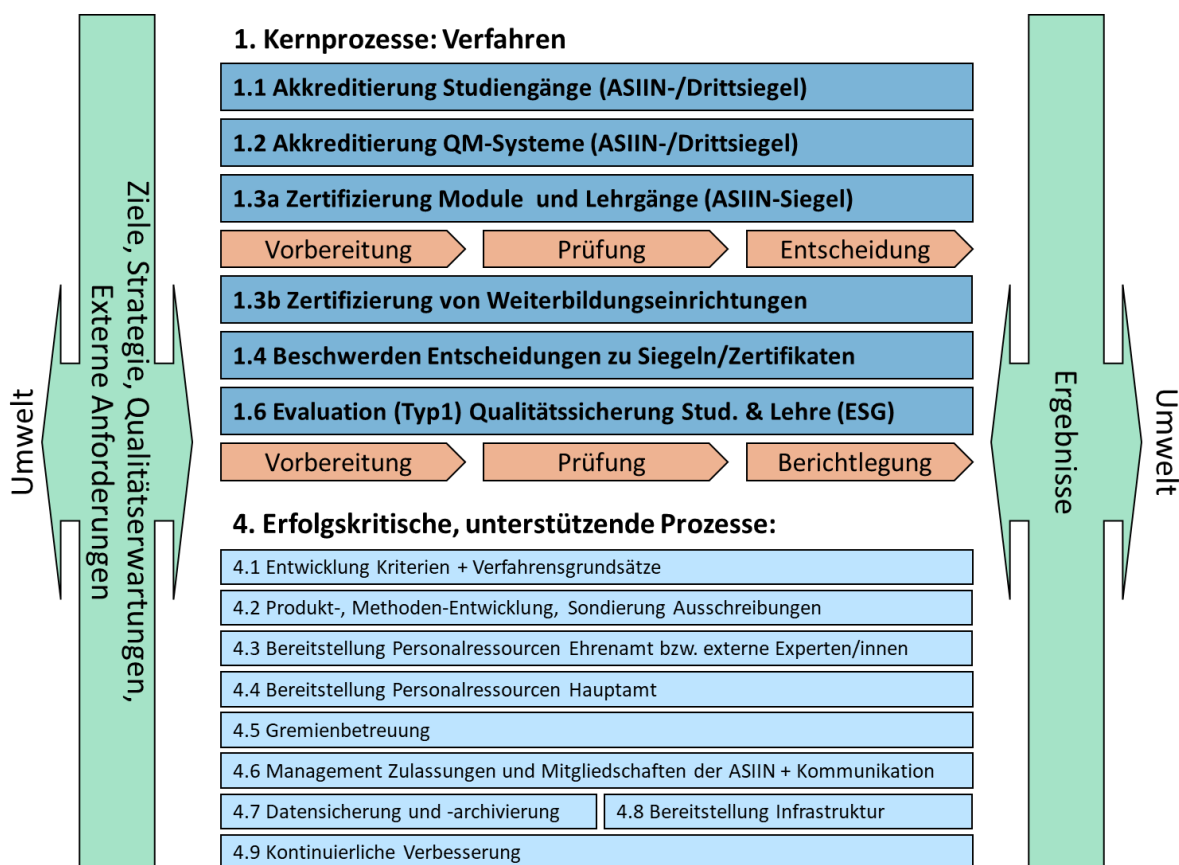 1. Kernprozesse: Verfahren
1.1 Akkreditierung Studiengänge (ASIIN-/Drittsiegel)
1.2 Akkreditierung QM-Systeme (ASIIN-/Drittsiegel)
1.3a Zertifizierung Module und Lehrgänge (ASIIN-Siegel)
Vorbereitung Prüfung Entscheidung
1.3b Zertifizierung von Weiterbildungseinrichtungen
1.4 Beschwerden Entscheidungen zu Siegeln/Zertifikaten
1.6 Evaluation (Typ1) Qualitätssicherung Stud. & Lehre (ESG)
Vorbereitung Prüfung Berichtlegung
4. Erfolgskritische, unterstützende Prozesse:
4.1 Entwicklung Kriterien + Verfahrensgrundsätze
4.2 Produkt-, Methoden-Entwicklung, Sondierung Ausschreibungen
4.3 Bereitstellung Personalressourcen Ehrenamt bzw. externe Experten/innen
4.4 Bereitstellung Personalressourcen Hauptamt
4.5 Gremienbetreuung
4.6 Management Zulassungen und Mitgliedschaften der ASIIN + Kommunikation
4.7 Datensicherung und -archivierung 4.8 Bereitstellung Infrastruktur
4.9 Kontinuierliche Verbesserung
Umwelt
Ziele, Strategie, Qualitätserwartungen,
Externe Anforderungen
Ergebnisse
Umwelt